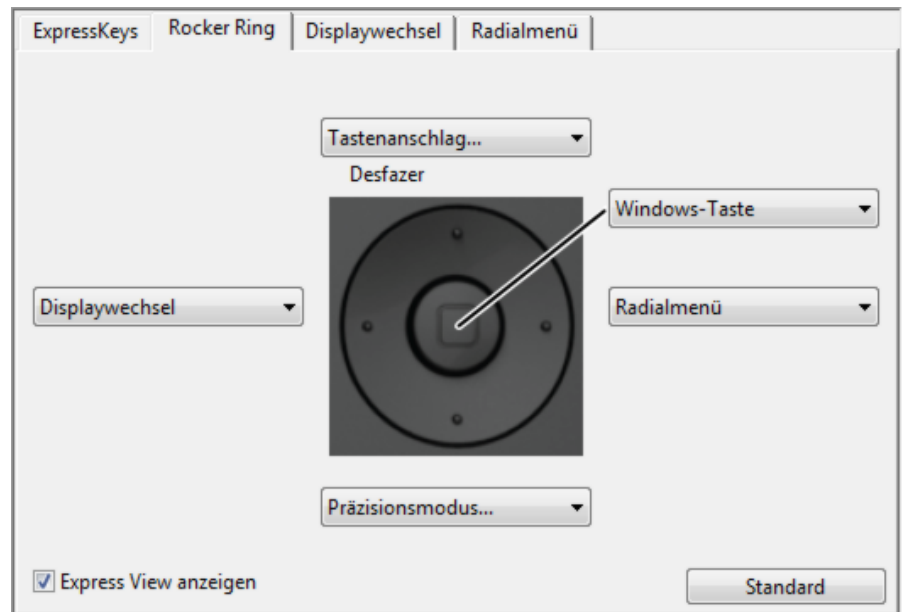 ExpressKeys Rocker Ring Displaywechsel Radialmenü
Tastenanschlag...
Desfazer
Windows-Taste
Displaywechsel
Radialmenü
Präzisionsmodus...
Express View anzeigen
Standard